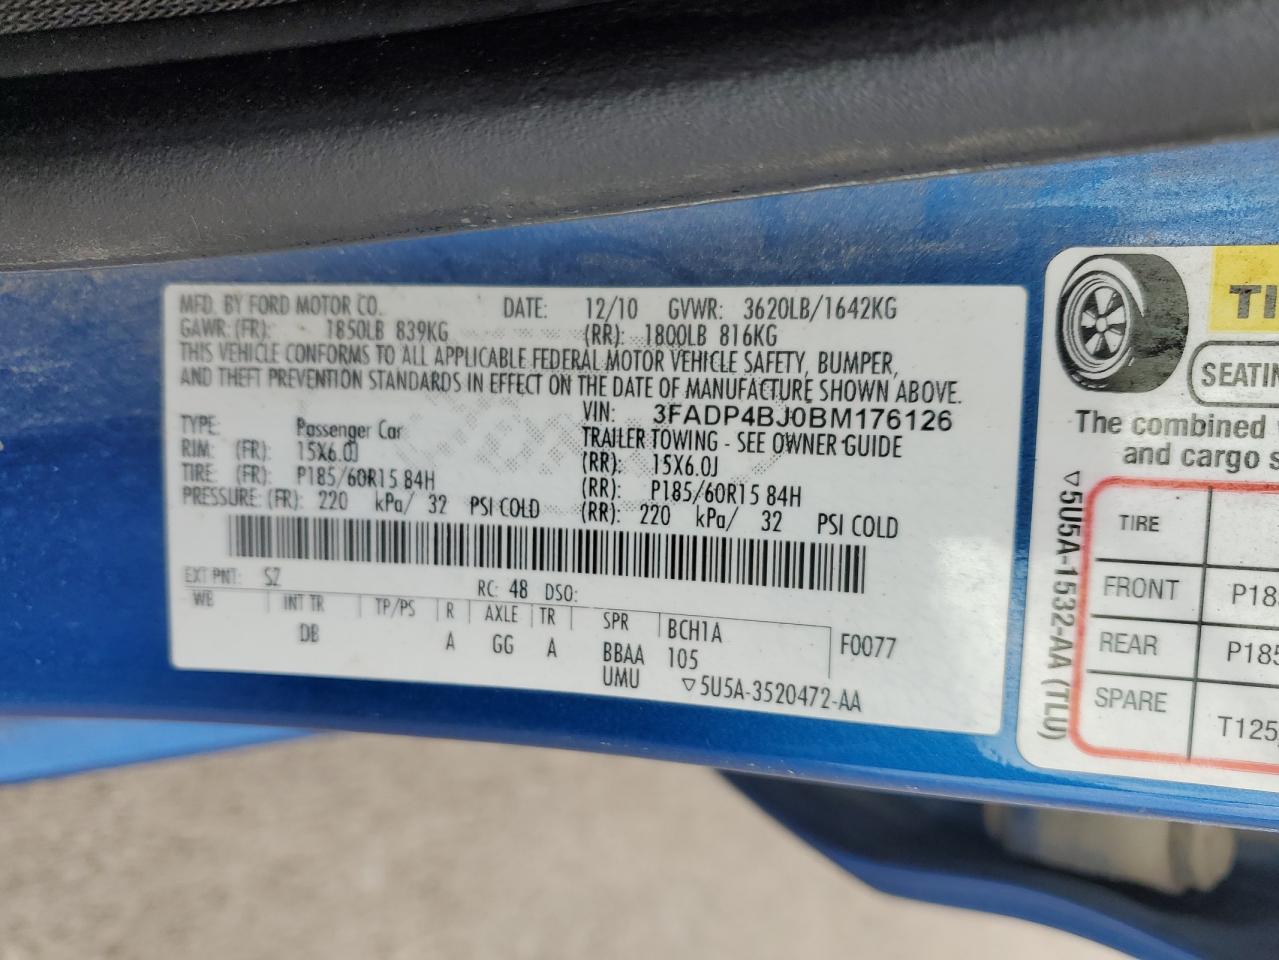 MFD. BY FORD MOTOR CO. DATE: 12/10 GVWR: 3620LB/1642KG
GAWR: (FR): 1850LB 839KG (RR): 1800LB 816KG
THIS VEHICLE CONFORMS TO ALL APPLICABLE FEDERAL MOTOR VEHICLE SAFETY, BUMPER,
AND THEFT PREVENTION STANDARDS IN EFFECT ON THE DATE OF MANUFACTURE SHOWN ABOVE.
VIN: 3FADP4BJ0BM176126
TYPE: Passenger Car TRAILER TOWING - SEE OWNER GUIDE
RIM: (FR): 15X6.0J (RR): 15X6.0J
TIRE: (FR): P185/60R15 84H (RR): P185/60R15 84H
PRESSURE: (FR): 220 kPa/ 32 PSI COLD (RR): 220 kPa/ 32 PSI COLD
EXT PNT: SZ RC: 48 DSO:
WB INT TR TP/PS R AXLE TR SPR BCH1A F0077
DB A GG A BBAA 105
UMU ▽5U5A-3520472-AA
TI
SEATIN
The combined
and cargo s
▽5U5A-1532-AA (TLU)
TIRE
FRONT P18
REAR P185
SPARE T125